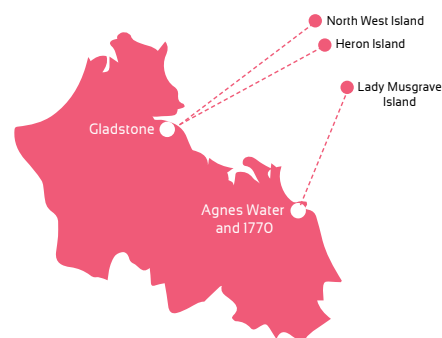 North West Island
Heron Island
Lady Musgrave
Island
Gladstone
Agnes Water
and 1770